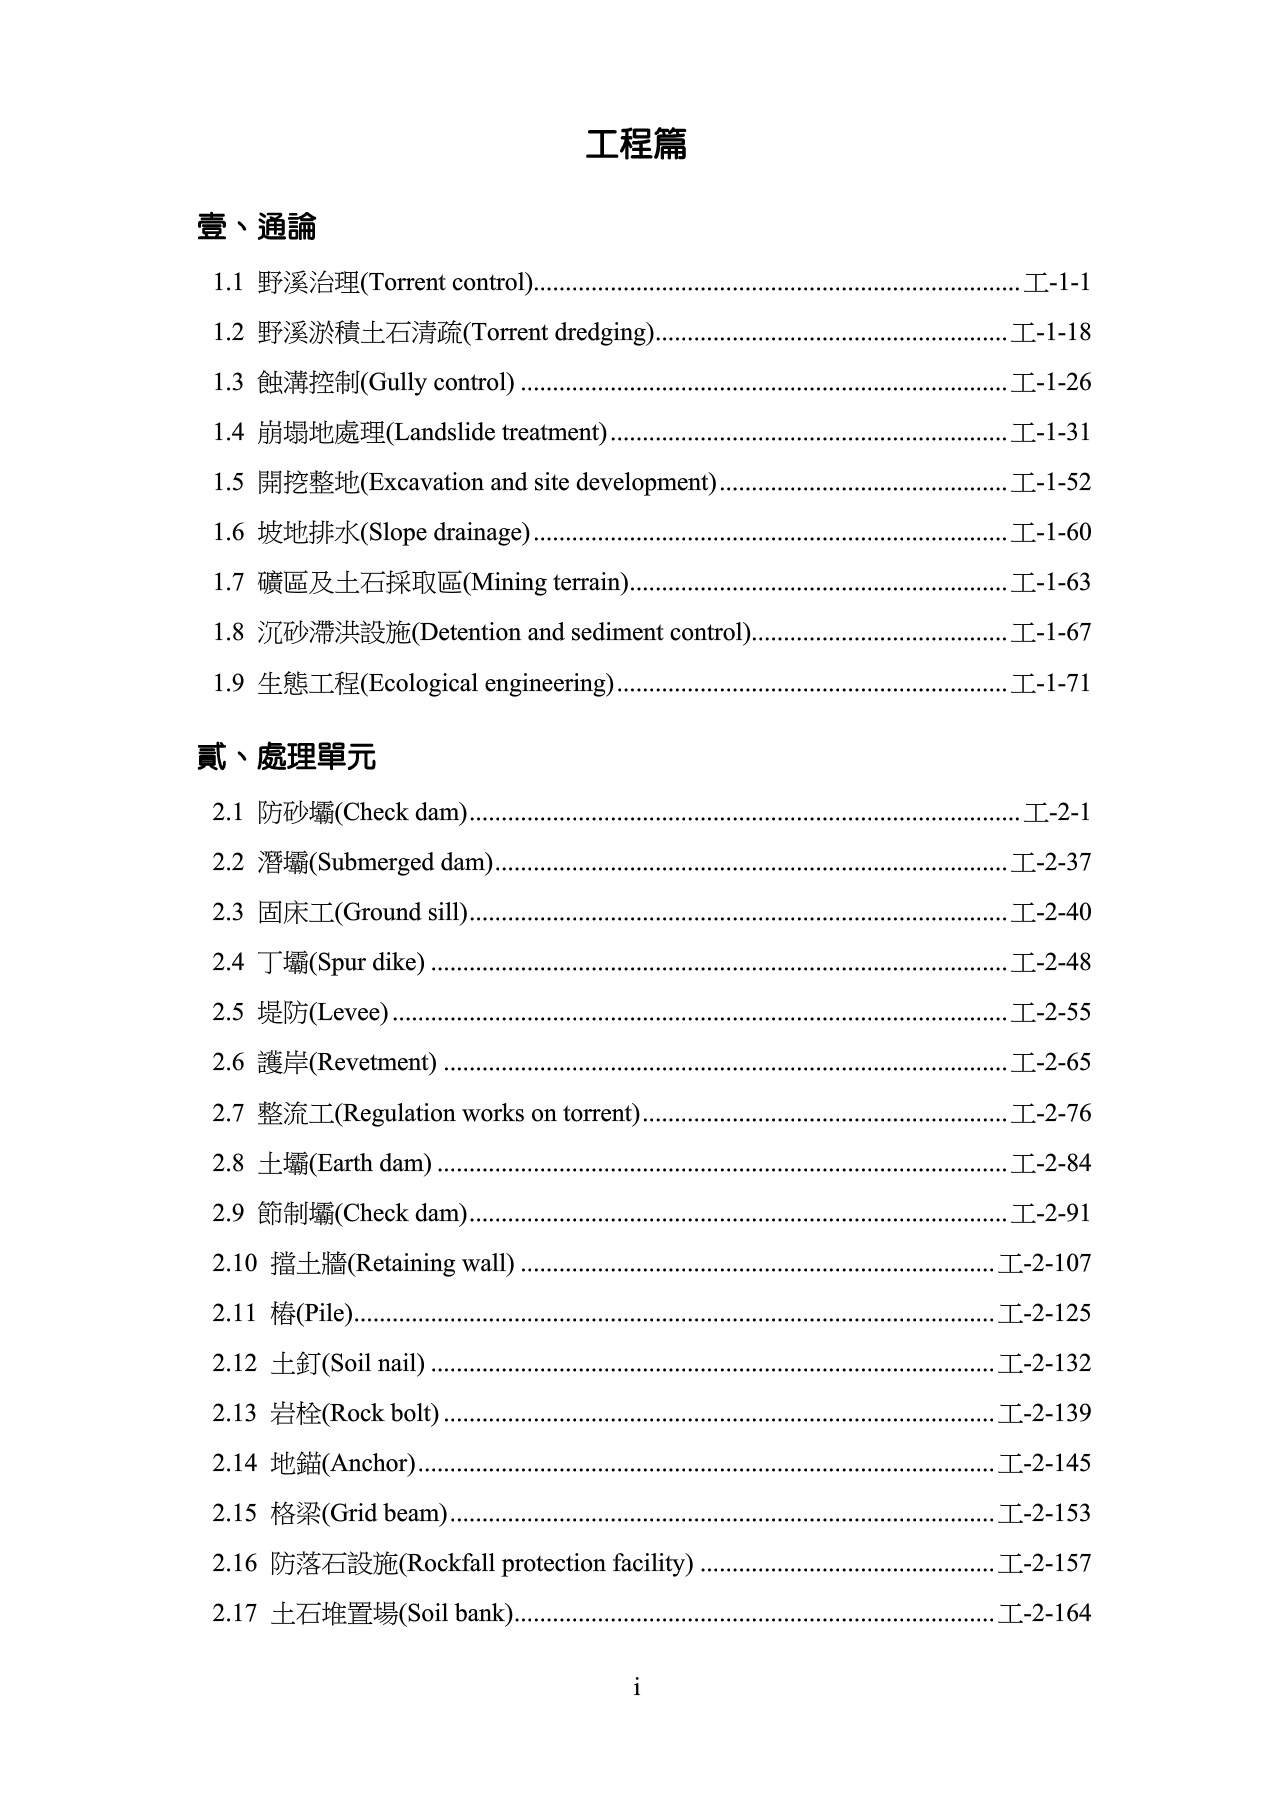 工程篇
壹、通論
1.1 野溪治理(Torrent control)............................................................................工-1-1
1.2 野溪淤積土石清疏(Torrent dredging).......................................................工-1-18
1.3 蝕溝控制(Gully control) ............................................................................工-1-26
1.4 崩塌地處理(Landslide treatment)..............................................................工-1-31
1.5 開挖整地(Excavation and site development).............................................工-1-52
1.6 坡地排水(Slope drainage)..........................................................................工-1-60
1.7 礦區及土石採取區(Mining terrain)...........................................................工-1-63
1.8 沉砂滯洪設施(Detention and sediment control)........................................工-1-67
1.9 生態工程(Ecological engineering).............................................................工-1-71
貳、處理單元
2.1 防砂壩(Check dam)......................................................................................工-2-1
2.2 潛壩(Submerged dam)................................................................................工-2-37
2.3 固床工(Ground sill)....................................................................................工-2-40
2.4 丁壩(Spur dike) ..........................................................................................工-2-48
2.5 堤防(Levee)................................................................................................工-2-55
2.6 護岸(Revetment) ........................................................................................工-2-65
2.7 整流工(Regulation works on torrent).........................................................工-2-76
2.8 土壩(Earth dam) .........................................................................................工-2-84
2.9 節制壩(Check dam)....................................................................................工-2-91
2.10 擋土牆(Retaining wall) ..........................................................................工-2-107
2.11 樁(Pile)....................................................................................................工-2-125
2.12 土釘(Soil nail) ........................................................................................工-2-132
2.13 岩栓(Rock bolt)......................................................................................工-2-139
2.14 地錨(Anchor)..........................................................................................工-2-145
2.15 格梁(Grid beam).....................................................................................工-2-153
2.16 防落石設施(Rockfall protection facility) ..............................................工-2-157
2.17 土石堆置場(Soil bank)...........................................................................工-2-164
i